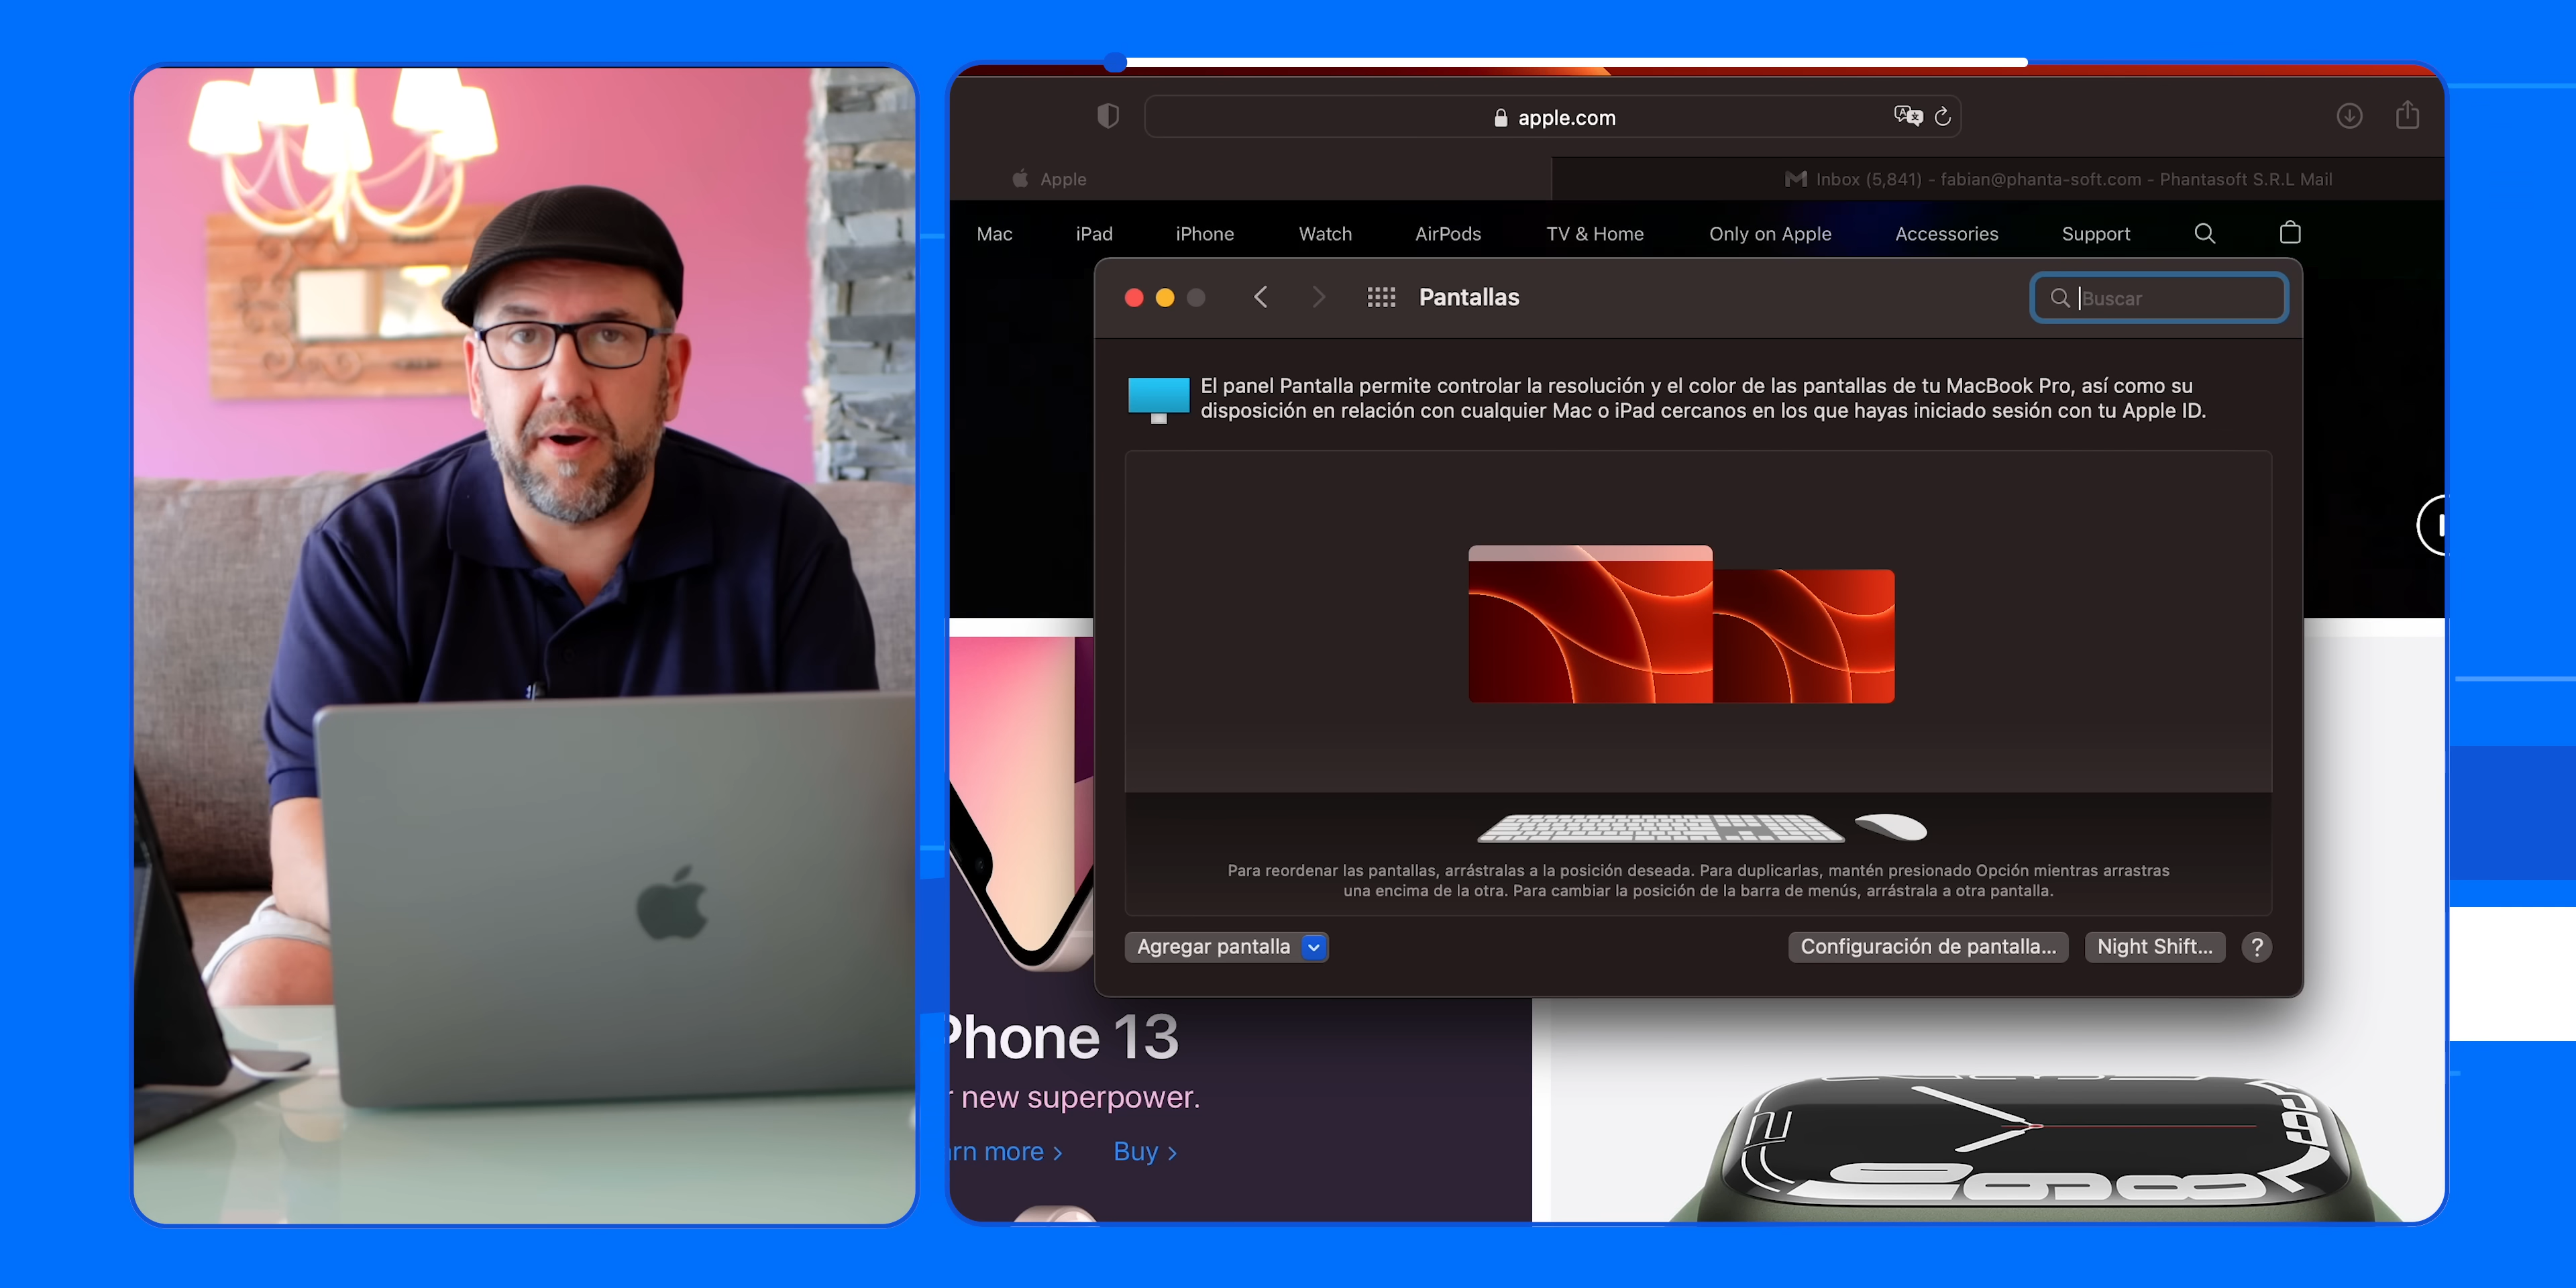 apple.com
Apple
Inbox (5,841) - fabian@phanta-soft.com - Phantasoft S.R.L Mail
Mac iPad iPhone Watch AirPods TV & Home Only on Apple Accessories Support
Pantallas
Buscar
El panel Pantalla permite controlar la resolución y el color de las pantallas de tu MacBook Pro, así como su
disposición en relación con cualquier Mac o iPad cercanos en los que hayas iniciado sesión con tu Apple ID.
Para reordenar las pantallas, arrástralas a la posición deseada. Para duplicarlas, mantén presionado Opción mientras arrastras
una encima de la otra. Para cambiar la posición de la barra de menús, arrástrala a otra pantalla.
Agregar pantalla
Configuración de pantalla... Night Shift... ?
Phone 13
r new superpower.
arn more >
Buy >